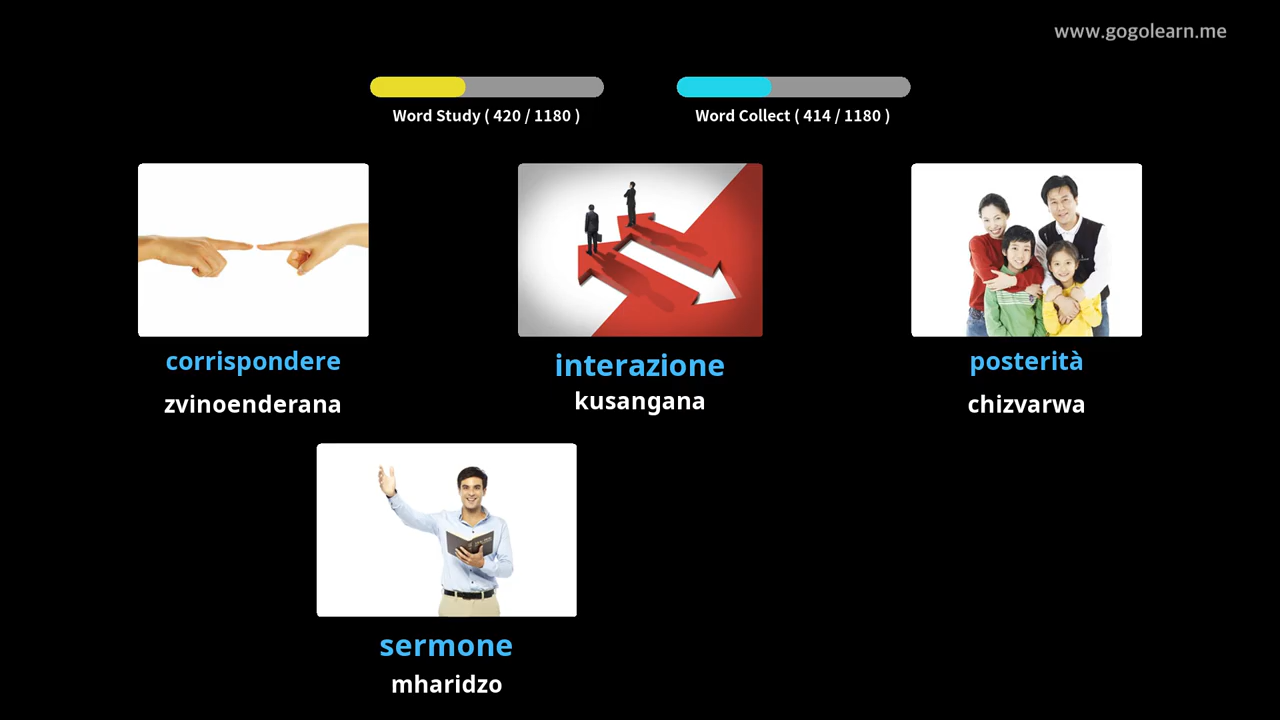 www.gogolearn.me
Word Study ( 420 / 1180 )
Word Collect ( 414 / 1180 )
corrispondere
zvinoenderana
interazione
kusangana
posterità
chizvarwa
sermone
mharidzo